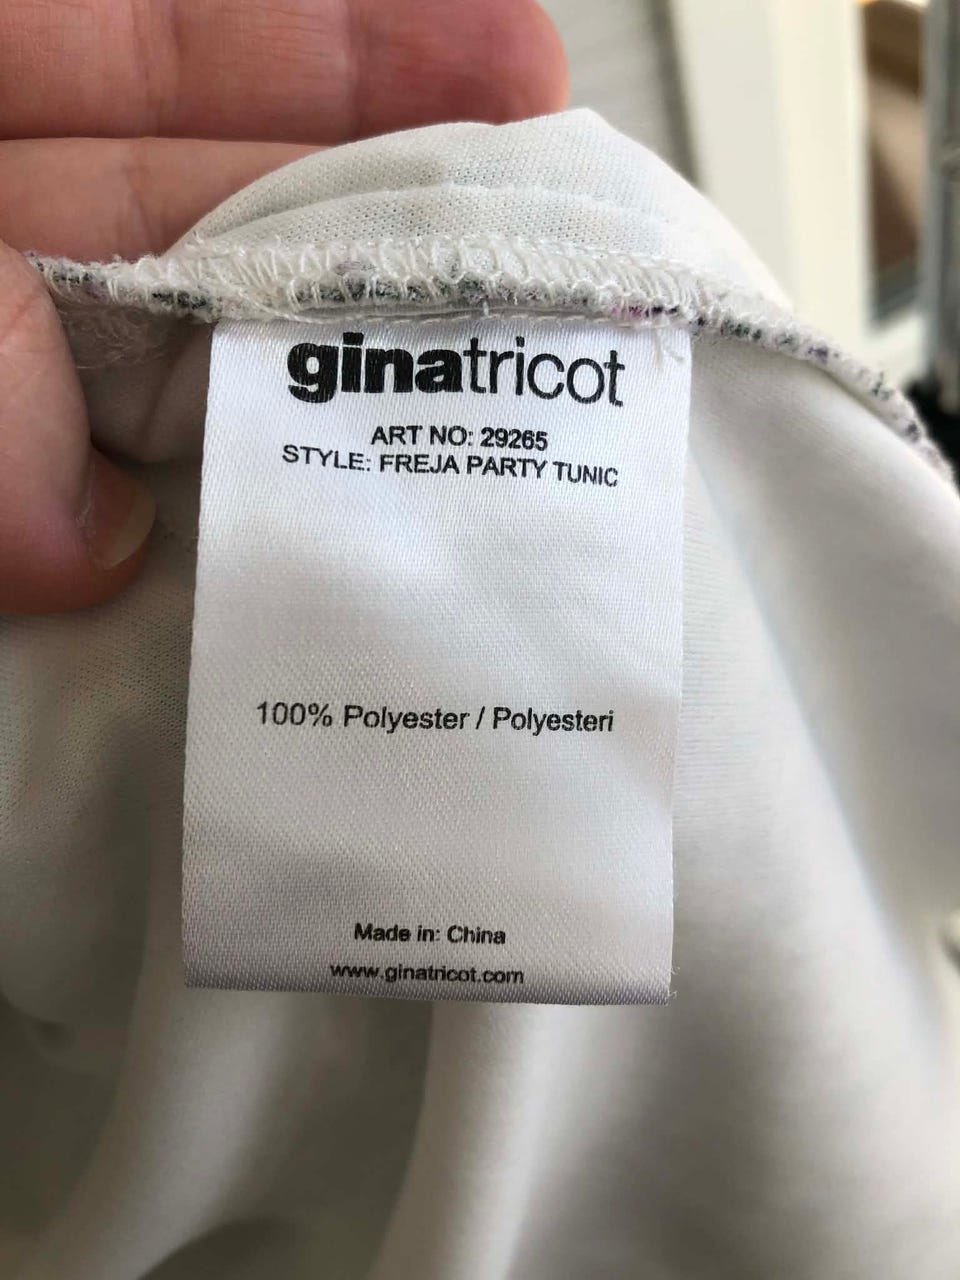 ginatricot
ART NO: 29265
STYLE: FREJA PARTY TUNIC
100% Polyester / Polyesteri
Made in: China
www.ginatricot.com